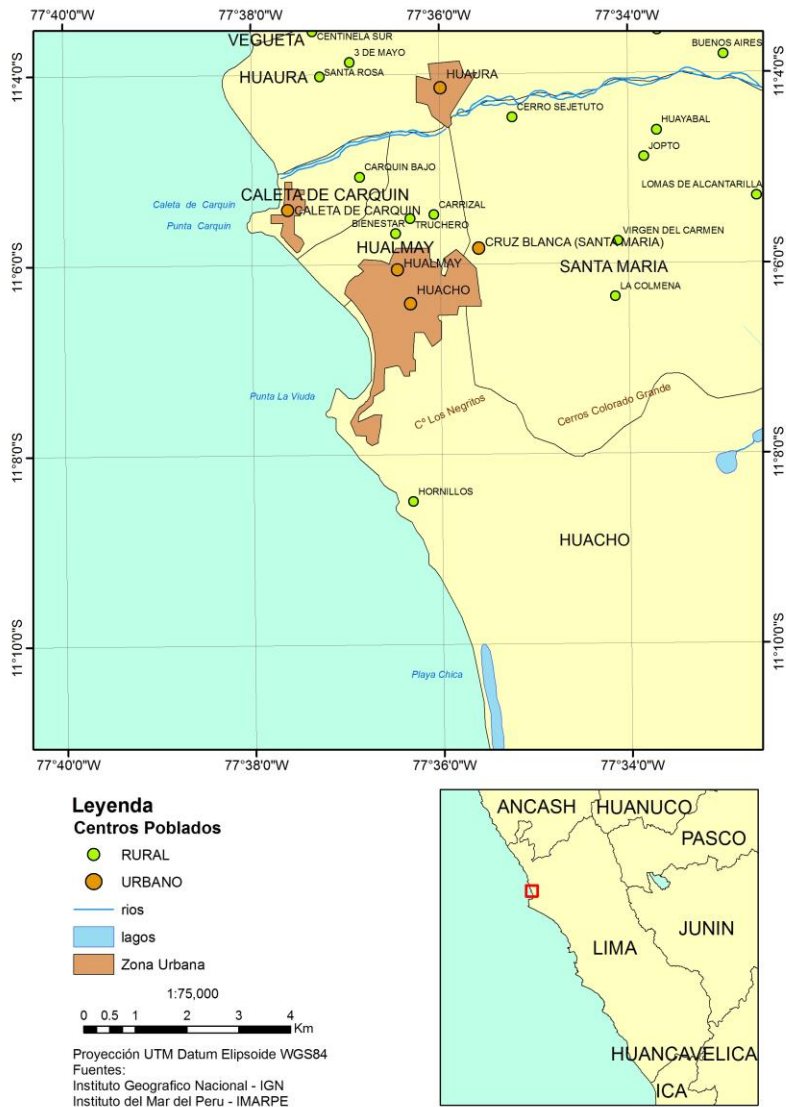 77°40'0"W
77°38'0"W
77°36'0"W
77°34'0"W
VEGUETA
CENTINELA SUR
3 DE MAYO
BUENOS AIRES
11°4'0"S
HUAURA
SANTA ROSA
HUAURA
11°4'0"S
CERRO SEJETUTO
HUAYABAL
JOPTO
CARQUIN BAJO
LOMAS DE ALCANTARILLA
CALETA DE CARQUIN
Caleta de Carquin
CALETA DE CARQUIN
CARRIZAL
Punta Carquin
BIENESTAR
TRUCHERO
VIRGEN DEL CARMEN
HUALMAY
CRUZ BLANCA (SANTA MARIA)
11°6'0"S
HUALMAY
SANTA MARIA
11°6'0"S
HUACHO
LA COLMENA
Punta La Viuda
Cº Los Negritos
Cerros Colorado Grande
11°8'0"S
11°8'0"S
HORNILLOS
HUACHO
11°10'0"S
11°10'0"S
Playa Chica
77°40'0"W
77°38'0"W
77°36'0"W
77°34'0"W
Leyenda
Centros Poblados
RURAL
URBANO
rios
lagos
Zona Urbana
1:75,000
0 0.5 1 2 3 4
Km
Proyección UTM Datum Elipsoide WGS84
Fuentes:
Instituto Geografico Nacional - IGN
Instituto del Mar del Peru - IMARPE
ANCASH
HUANUCO
PASCO
JUNIN
LIMA
HUANCAVELICA
ICA